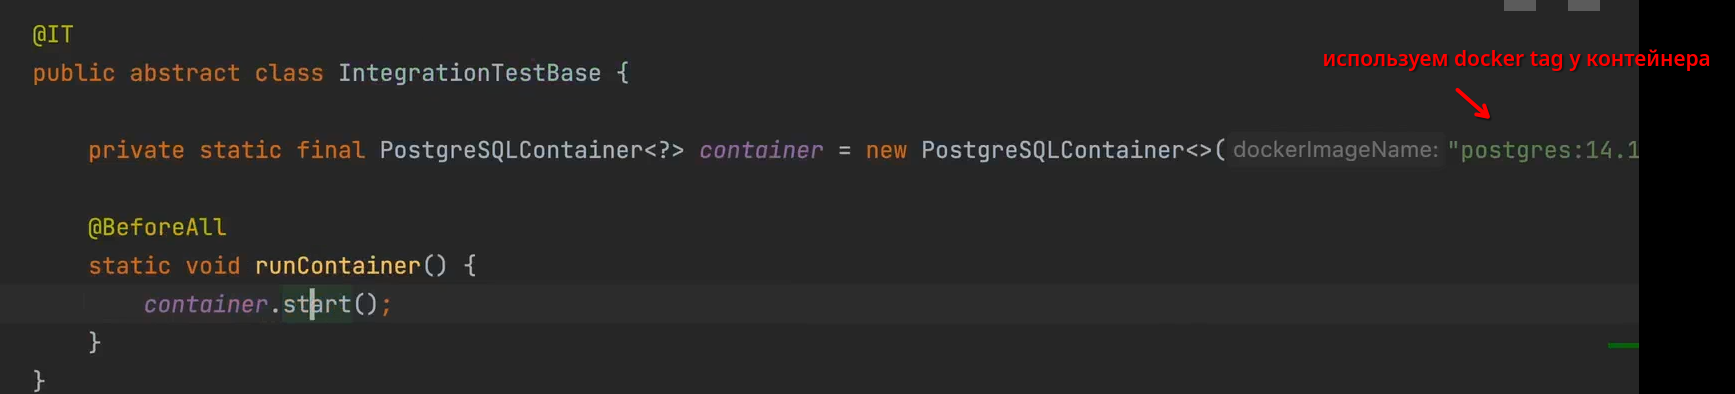 @IT
используем docker tag у контейнера
public abstract class IntegrationTestBase {
private static final PostgreSQLContainer<?> container = new PostgreSQLContainer<>( dockerImageName: "postgres:14.1
@BeforeAll
static void runContainer() {
container.start();
}
}